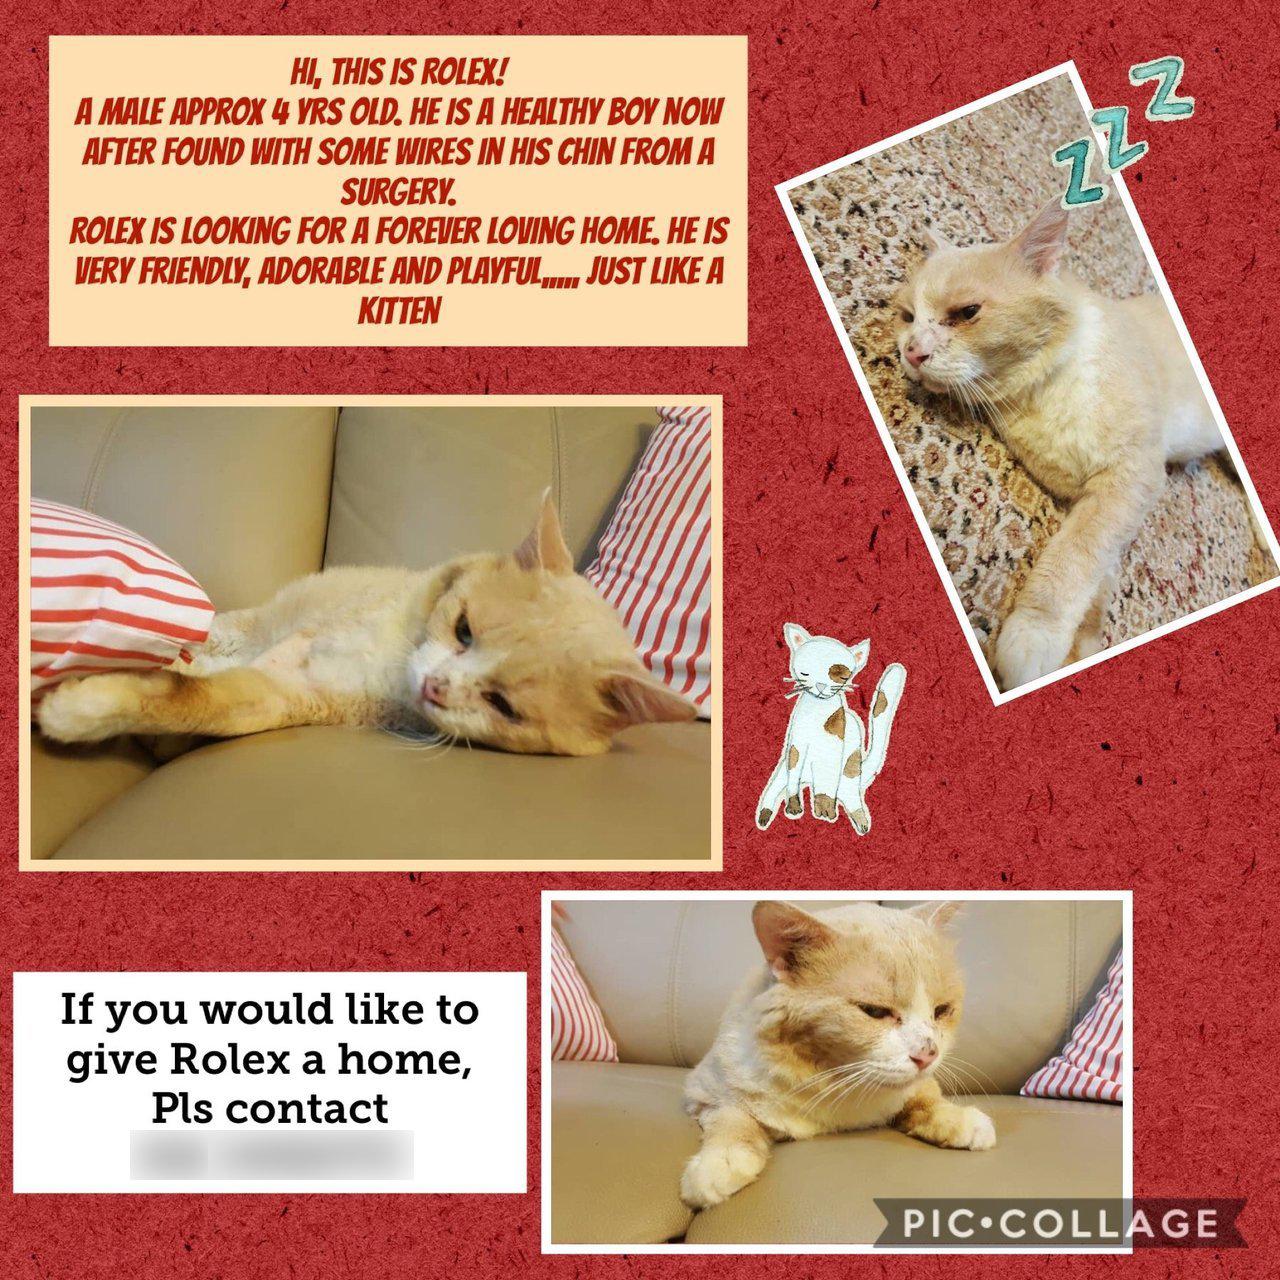 HI, THIS IS ROLEX!
A MALE APPROX 4 YRS OLD. HE IS A HEALTHY BOY NOW
AFTER FOUND WITH SOME WIRES IN HIS CHIN FROM A
SURGERY.
ROLEX IS LOOKING FOR A FOREVER LOVING HOME. HE IS
VERY FRIENDLY, ADORABLE AND PLAYFUL,,,,, JUST LIKE A
KITTEN
Z Z Z
If you would like to
give Rolex a home,
Pls contact
PIC•COLLAGE